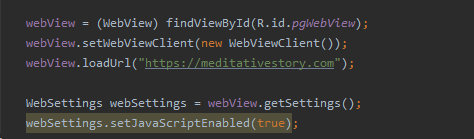 webView = (WebView) findViewById(R.id.pgWebView);
webView.setWebViewClient(new WebViewClient());
webView.loadUrl("https://meditativestory.com");
WebSettings webSettings = webView.getSettings();
webSettings.setJavaScriptEnabled(true);